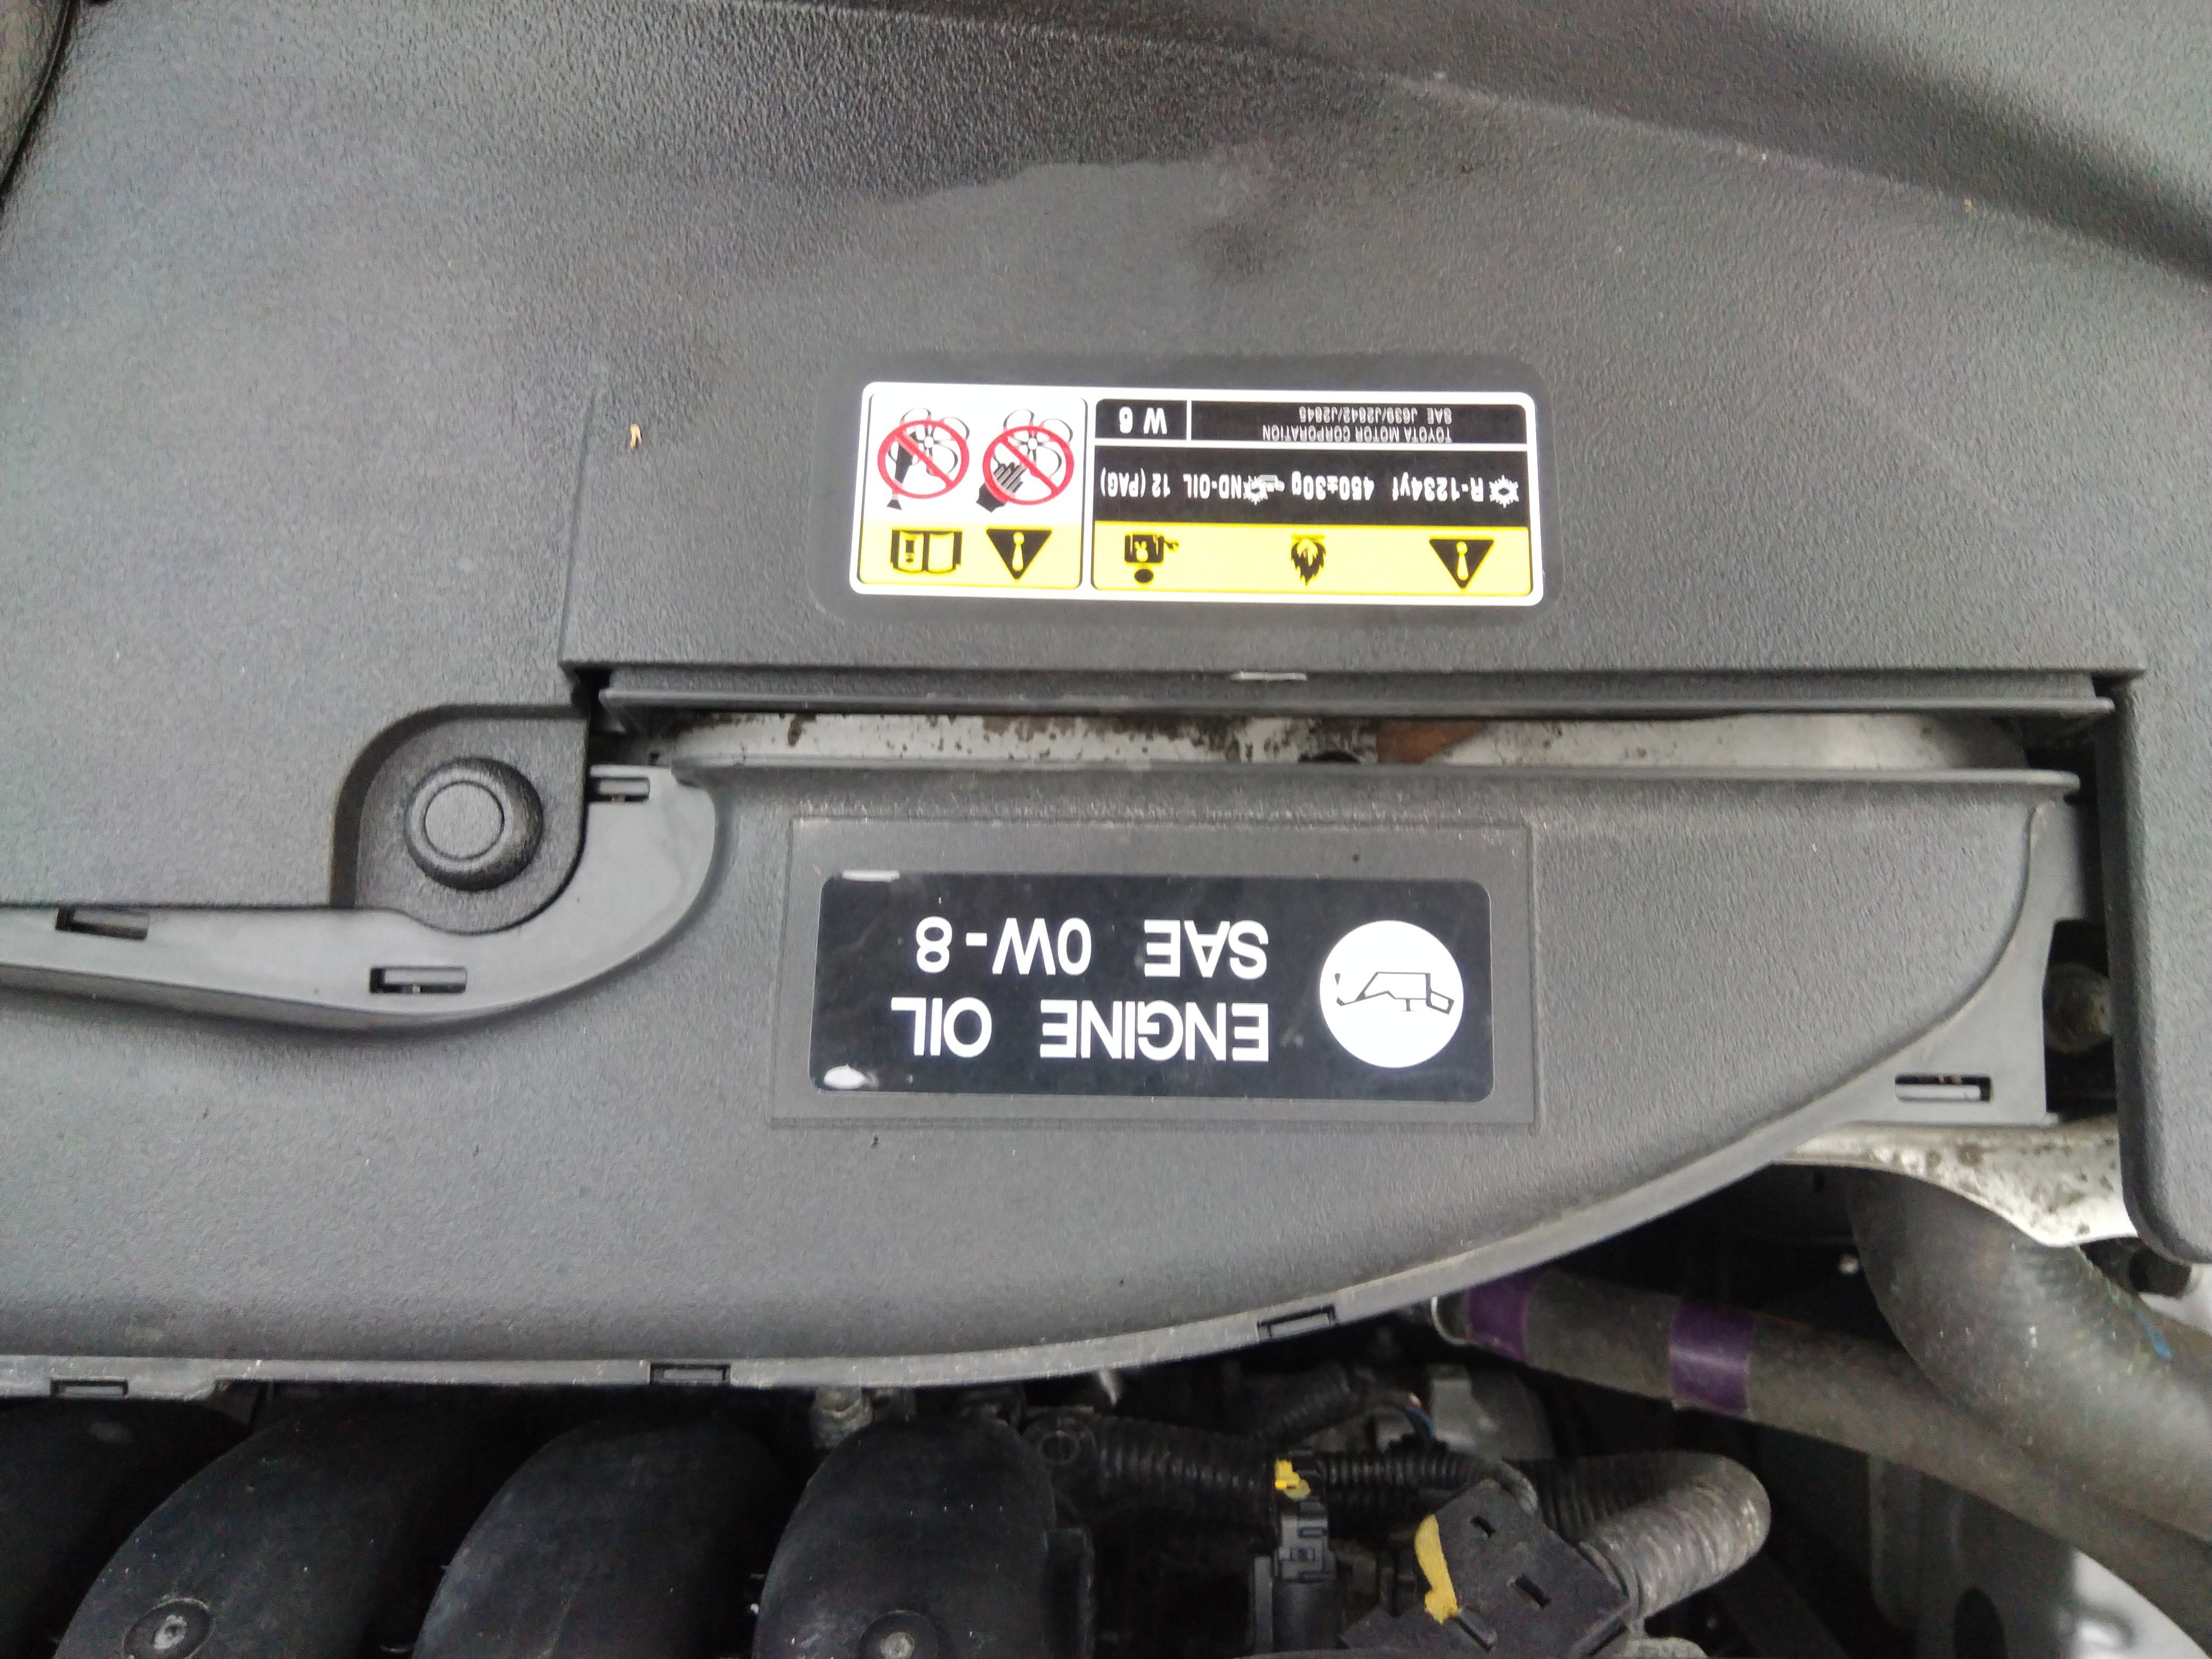 ENGINE OIL
SAE 0W-8
R-1234yf 450±30g ND-OIL 12 (PAG)
TOYOTA MOTOR CORPORATION
SAE J639/J2842/J2845
W 6